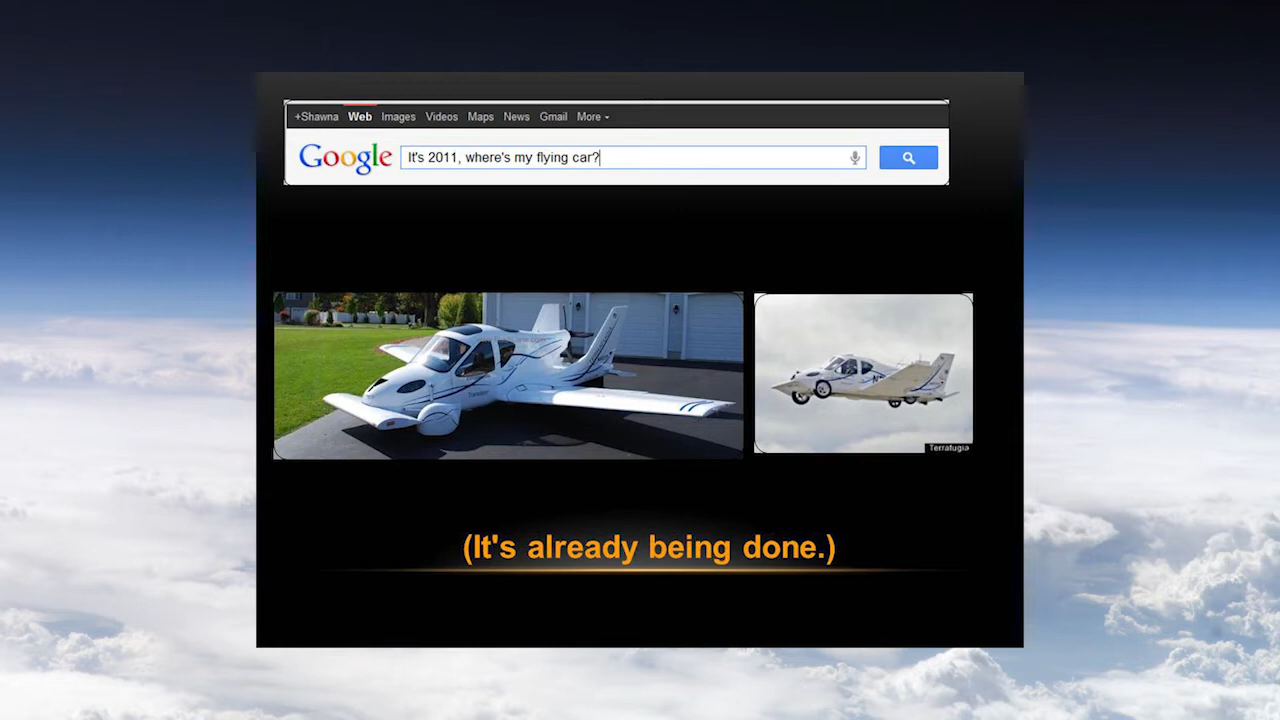 +Shawna Web Images Videos Maps News Gmail More
Google It's 2011, where's my flying car?
Terrafugia
(It's already being done.)